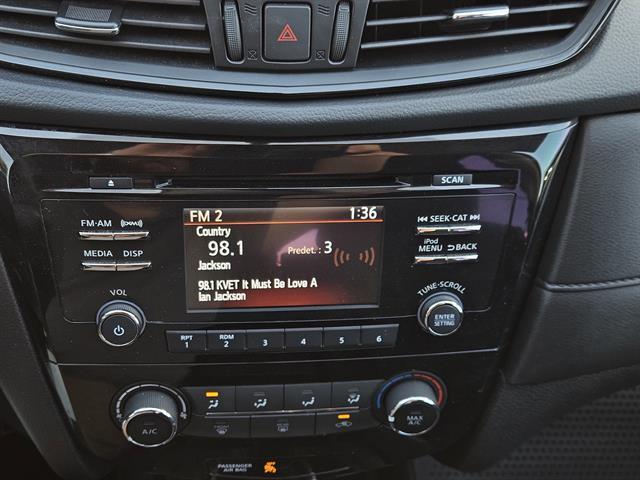 SCAN
FM·AM
MEDIA DISP
VOL
FM 2 1:36
Country
98.1 Predet.: 3
Jackson
98.1 KVET It Must Be Love A
Ian Jackson
SEEK·CAT
iPod
MENU BACK
TUNE·SCROLL
ENTER
SETTING
RPT
1
RDM
2
3
4
5
6
A/C
MAX
A/C
PASSENGER
AIR BAG